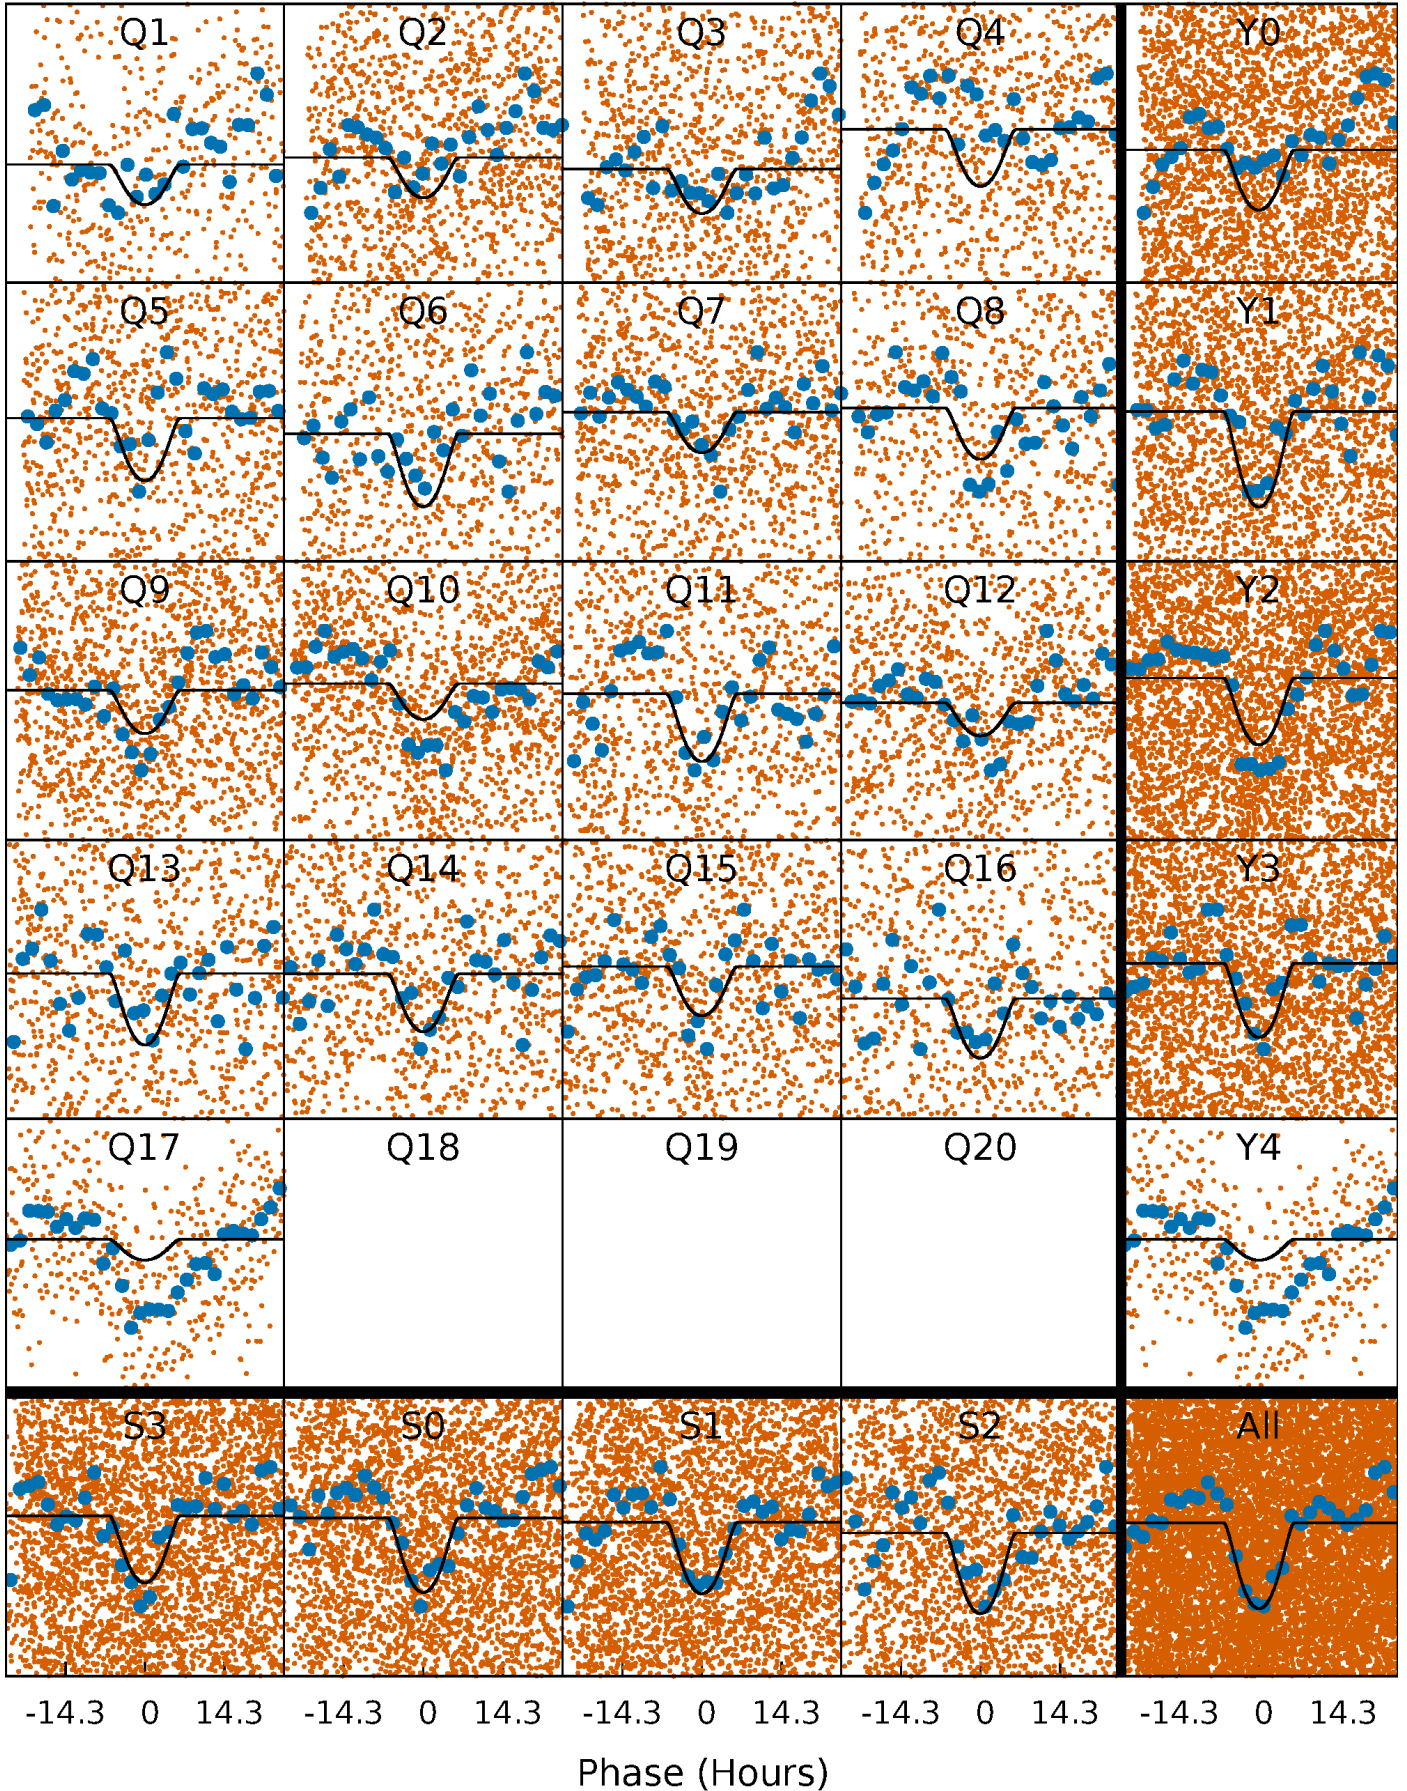 Q1 Q2 Q3 Q4 Y0
Q5 Q6 Q7 Q8 Y1
Q9 Q10 Q11 Q12 Y2
Q13 Q14 Q15 Q16 Y3
Q17 Q18 Q19 Q20 Y4
S3 S0 S1 S2 All
-14.3 0 14.3 -14.3 0 14.3 -14.3 0 14.3 -14.3 0 14.3 -14.3 0 14.3
Phase (Hours)